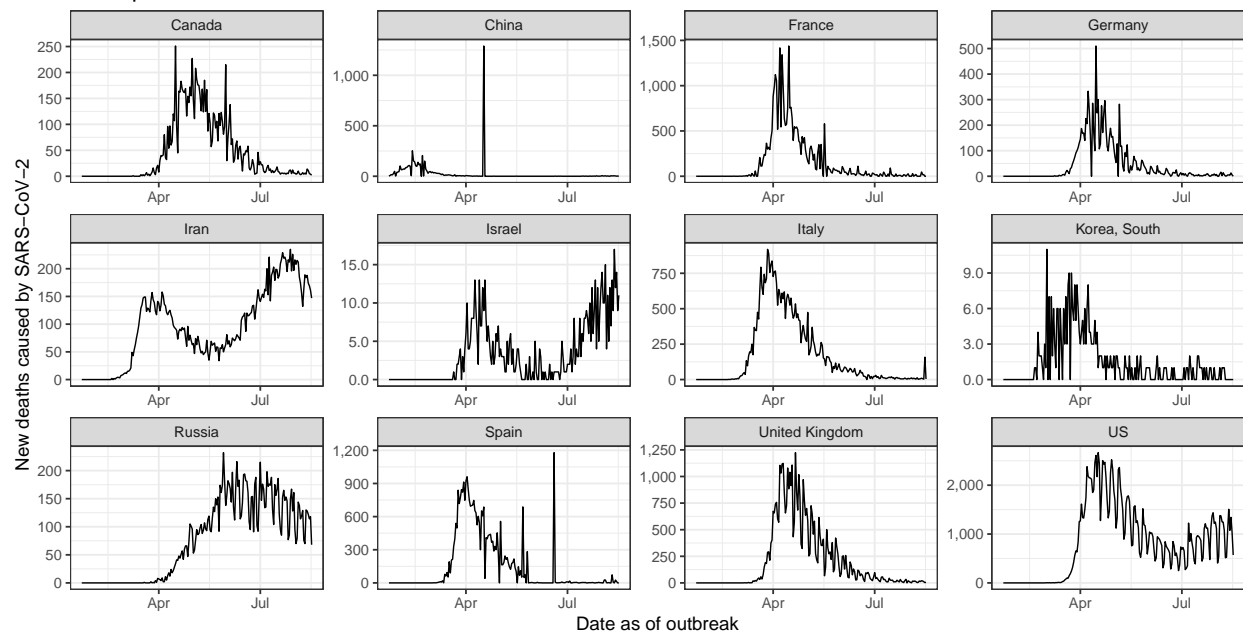 Canada
China
France
Germany
250
200
150
100
50
0
1,000
500
0
1,500
1,000
500
0
500
400
300
200
100
0
Apr Jul
Apr Jul
Apr Jul
Apr Jul
Iran
Israel
Italy
Korea, South
200
150
100
50
0
15.0
10.0
5.0
0.0
750
500
250
0
9.0
6.0
3.0
0.0
Apr Jul
Apr Jul
Apr Jul
Apr Jul
Russia
Spain
United Kingdom
US
200
150
100
50
0
1,200
900
600
300
0
1,250
1,000
750
500
250
0
2,000
1,000
0
Apr Jul
Apr Jul
Apr Jul
Apr Jul
New deaths caused by SARS−CoV−2
Date as of outbreak